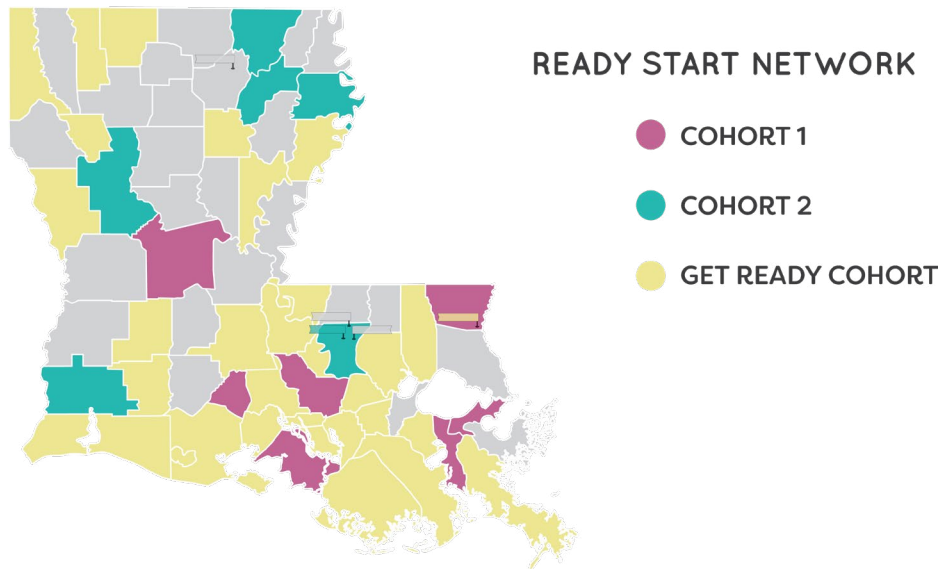 READY START NETWORK
COHORT 1
COHORT 2
GET READY COHORT